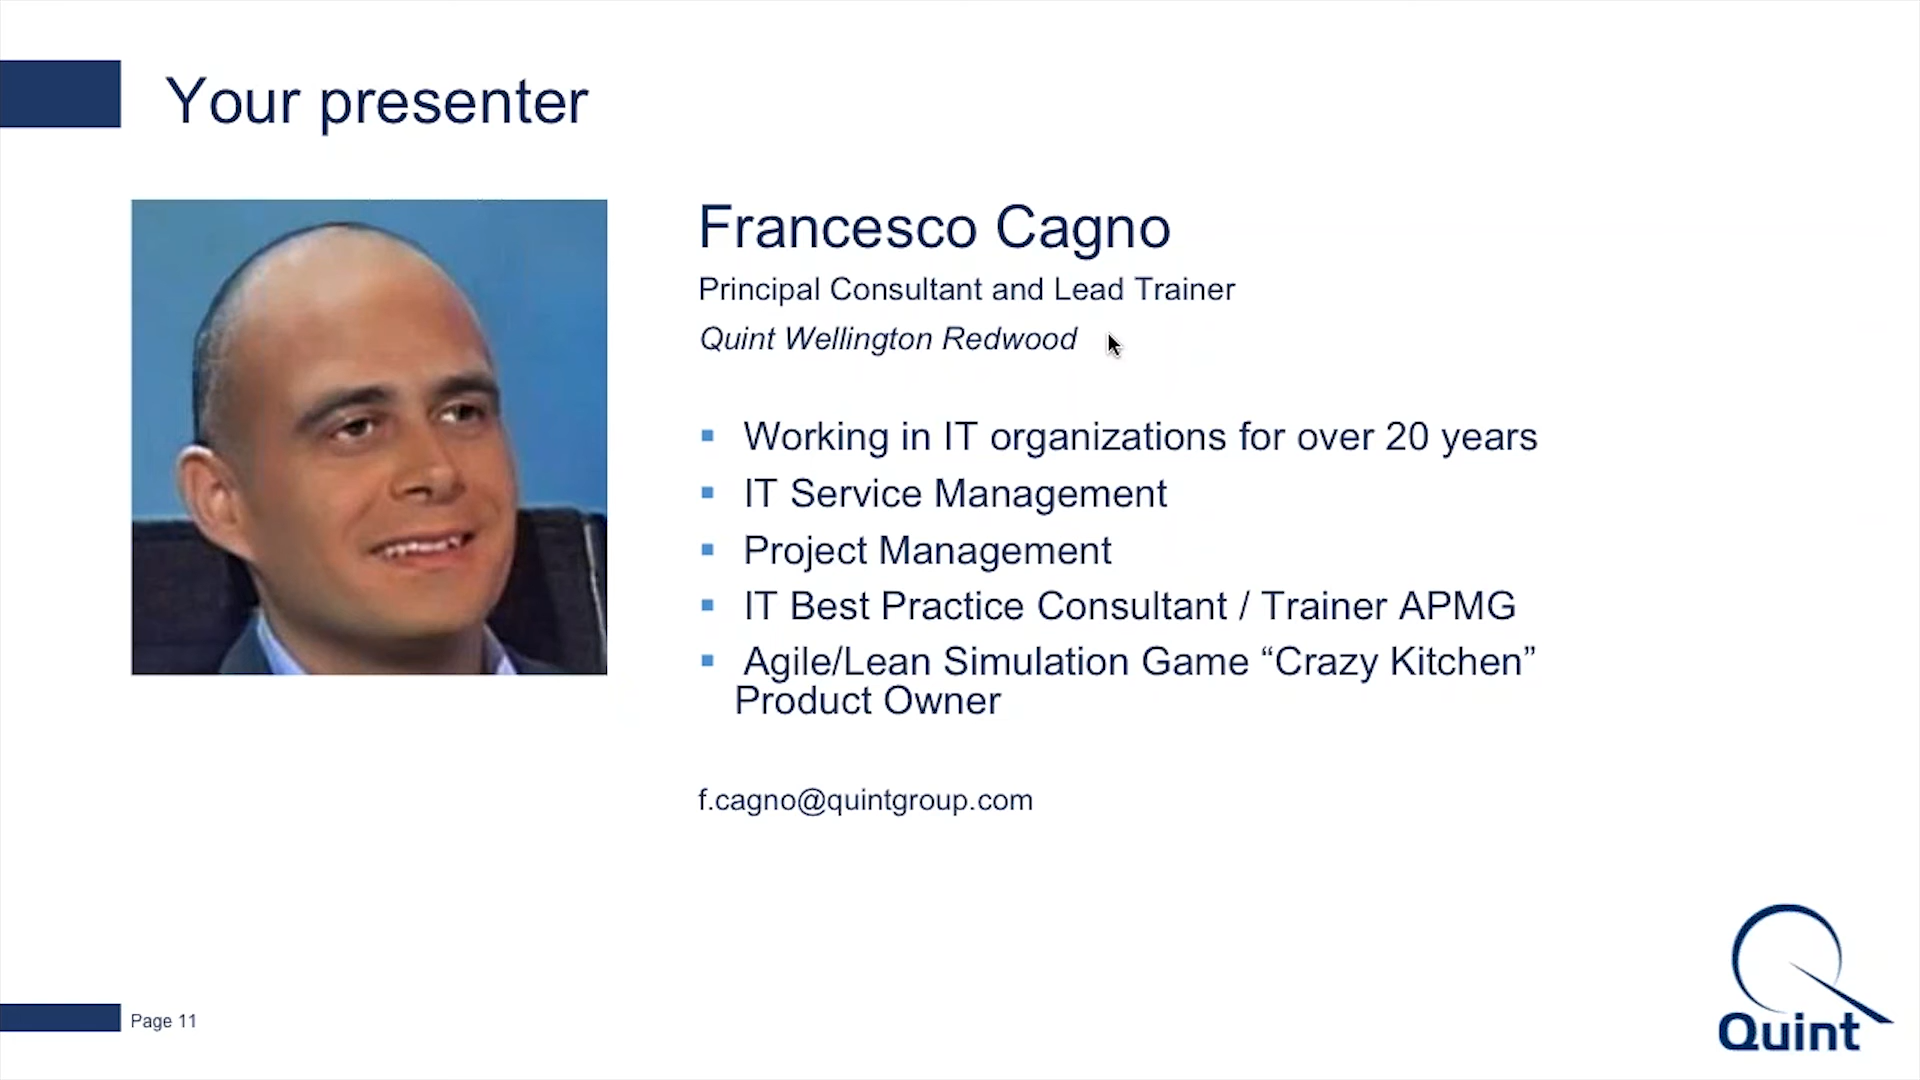 Your presenter
Francesco Cagno
Principal Consultant and Lead Trainer
Quint Wellington Redwood
Working in IT organizations for over 20 years
IT Service Management
Project Management
IT Best Practice Consultant / Trainer APMG
Agile/Lean Simulation Game “Crazy Kitchen”
Product Owner
f.cagno@quintgroup.com
Page 11
Quint